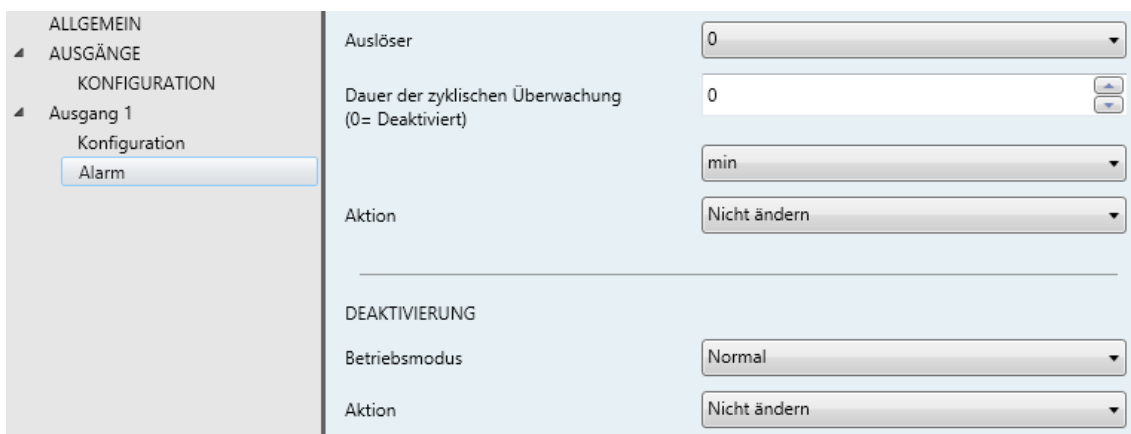 ALLGEMEIN
AUSGÄNGE
KONFIGURATION
Ausgang 1
Konfiguration
Alarm
Auslöser
0
Dauer der zyklischen Überwachung
(0= Deaktiviert)
0
min
Aktion
Nicht ändern
DEAKTIVIERUNG
Betriebsmodus
Normal
Aktion
Nicht ändern